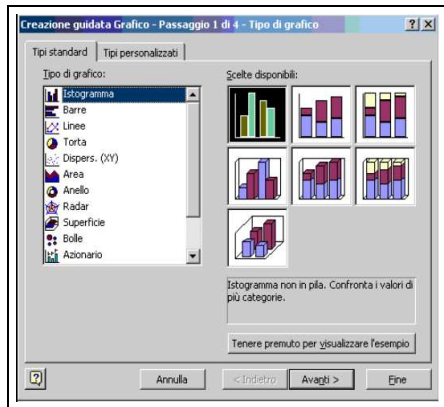 Creazione guidata Grafico - Passaggio 1 di 4 - Tipo di grafico
Tipi standard
Tipi personalizzati
Tipo di grafico:
Istogramma
Barre
Linee
Torta
Dispers. (XY)
Area
Anello
Radar
Superficie
Bolle
Azionario
Scelte disponibili:
Istogramma non in pila. Confronta i valori di
più categorie.
Tenere premuto per visualizzare l'esempio
Annulla
< Indietro
Avanti >
Fine